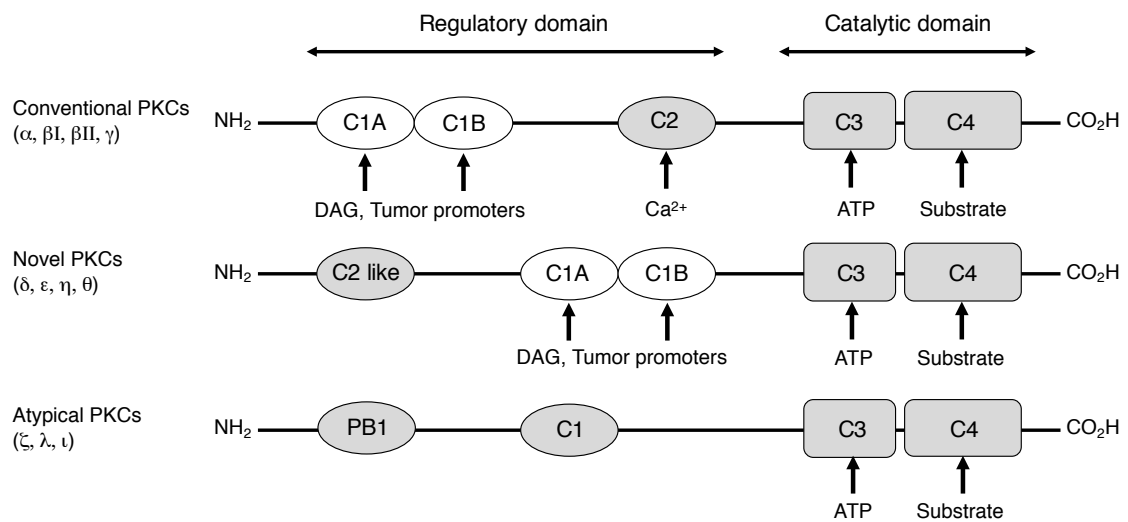 Regulatory domain Catalytic domain
Conventional PKCs
(α, βI, βII, γ)
NH₂ C1A C1B C2 C3 C4 CO₂H
DAG, Tumor promoters Ca²⁺ ATP Substrate
Novel PKCs
(δ, ε, η, θ)
NH₂ C2 like C1A C1B C3 C4 CO₂H
DAG, Tumor promoters ATP Substrate
Atypical PKCs
(ζ, λ, ι)
NH₂ PB1 C1 C3 C4 CO₂H
ATP Substrate